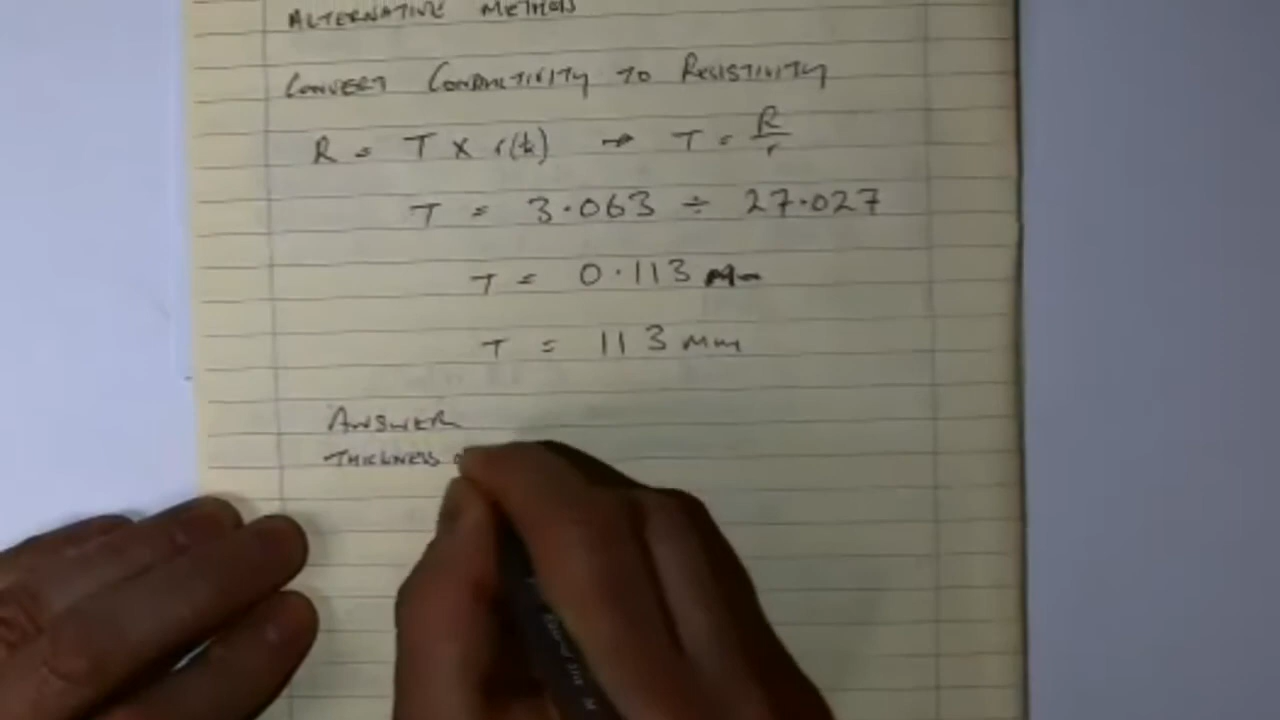 ALTERNATIVE METHOD
CONVERT CONDUCTIVITY TO RESISTIVITY
R = T x r(k) → T = R/r
T = 3.063 ÷ 27.027
T = 0.113 m
T = 113 mm
ANSWER
THICKNESS